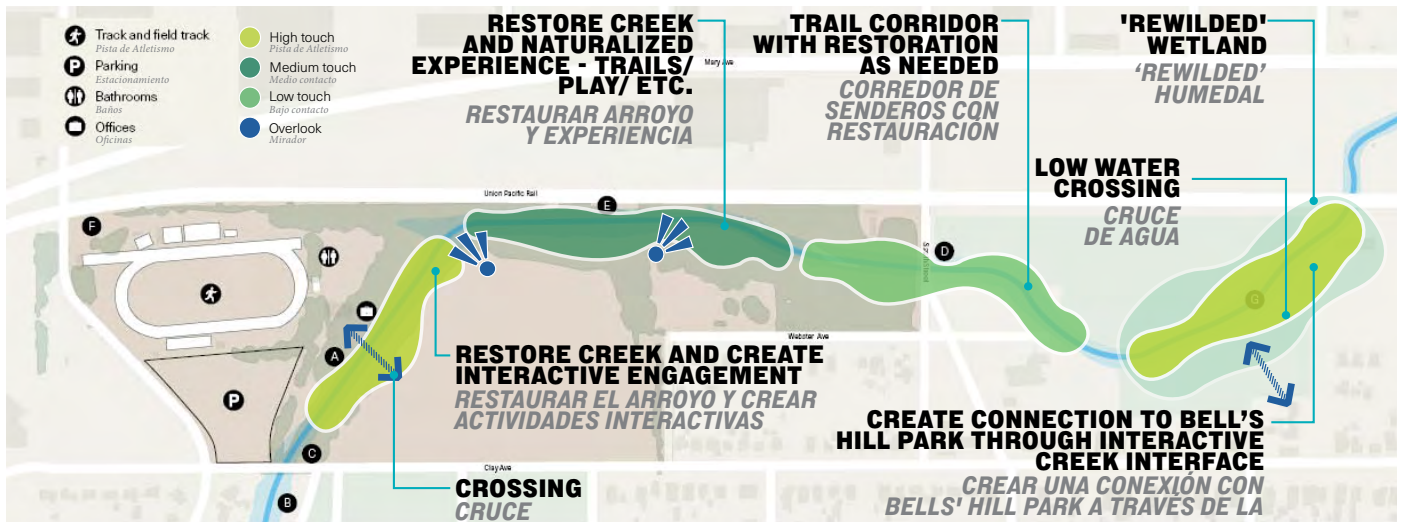 Track and field track
Pista de Atletismo
P
Parking
Estacionamiento
Bathrooms
Baños
Offices
Oficinas
High touch
Pista de Atletismo
Medium touch
Medio contacto
Low touch
Bajo contacto
Overlook
Mirador
RESTORE CREEK
AND NATURALIZED
EXPERIENCE - TRAILS/
PLAY/ ETC.
RESTAURAR ARROYO
Y EXPERIENCIA
Mary Ave
TRAIL CORRIDOR
WITH RESTORATION
AS NEEDED
CORREDOR DE
SENDEROS CON
RESTAURACIÓN
'REWILDED'
WETLAND
‘REWILDED’
HUMEDAL
LOW WATER
CROSSING
CRUCE
DE AGUA
Union Pacific Rail
E
F
D
G
A
P
C
B
Webster Ave
RESTORE CREEK AND CREATE
INTERACTIVE ENGAGEMENT
RESTAURAR EL ARROYO Y CREAR
ACTIVIDADES INTERACTIVAS
CREATE CONNECTION TO BELL’S
HILL PARK THROUGH INTERACTIVE
CREEK INTERFACE
CREAR UNA CONEXIÓN CON
BELLS' HILL PARK A TRAVÉS DE LA
Clay Ave
CROSSING
CRUCE